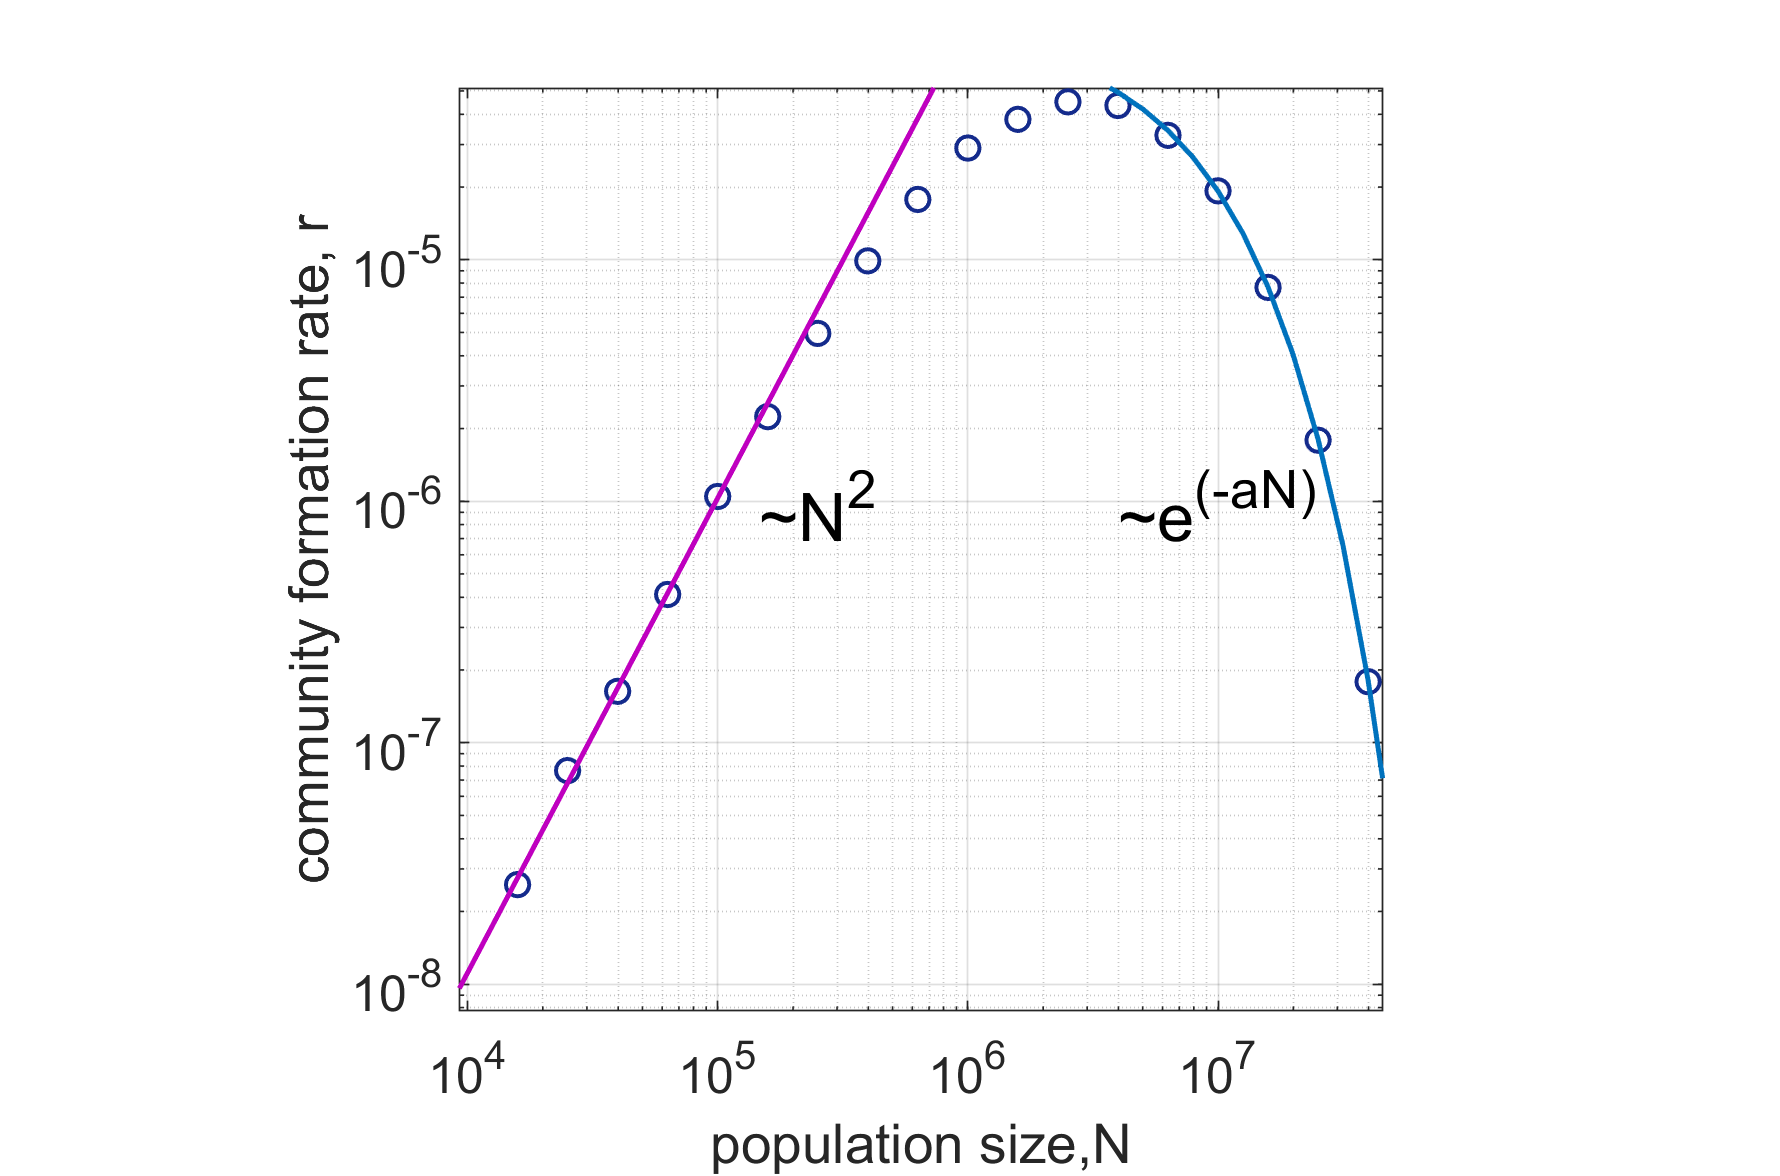 community formation rate, r
10^-5
10^-6
10^-7
10^-8
~N^2
~e^(-aN)
10^4
10^5
10^6
10^7
population size,N